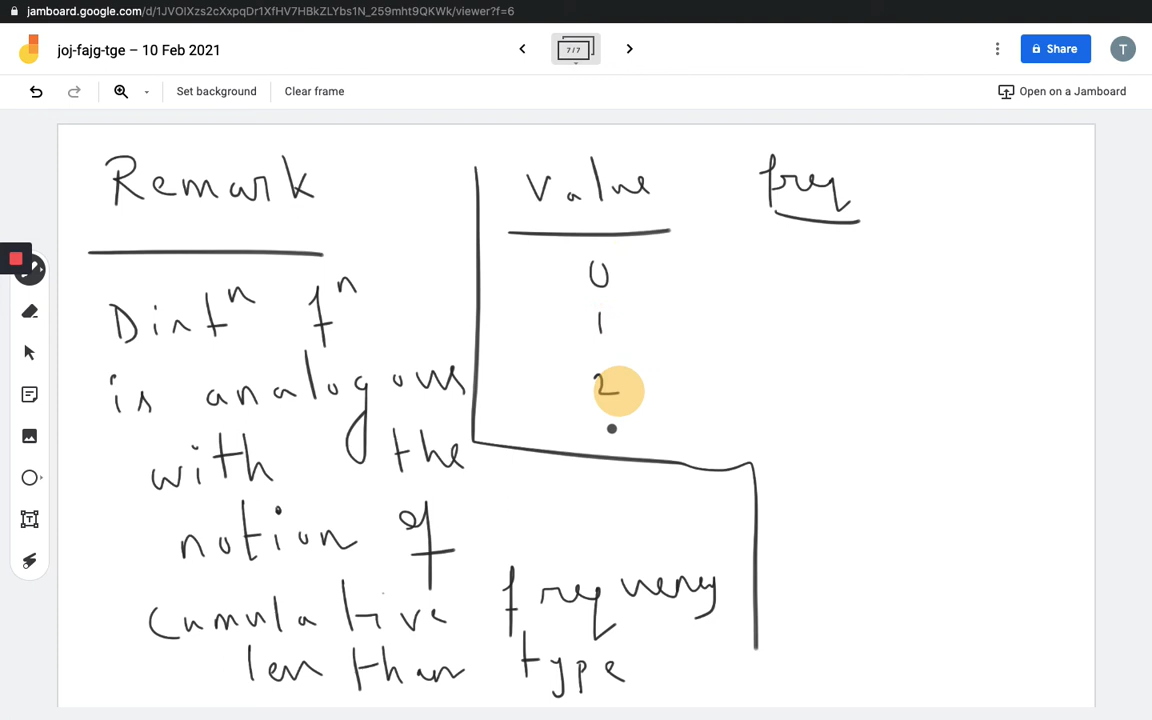 jamboard.google.com/d/1JVOIXzs2cXxpqDr1XfHV7HBkZLYbs1N_259mht9QKWk/viewer?f=6
joj-fajg-tge – 10 Feb 2021
7/7
Share
T
Set background
Clear frame
Open on a Jamboard
Remark
Distⁿ fⁿ
is analogous
with the
notion of
cumulative frequency
less than type
value freq
0
1
2